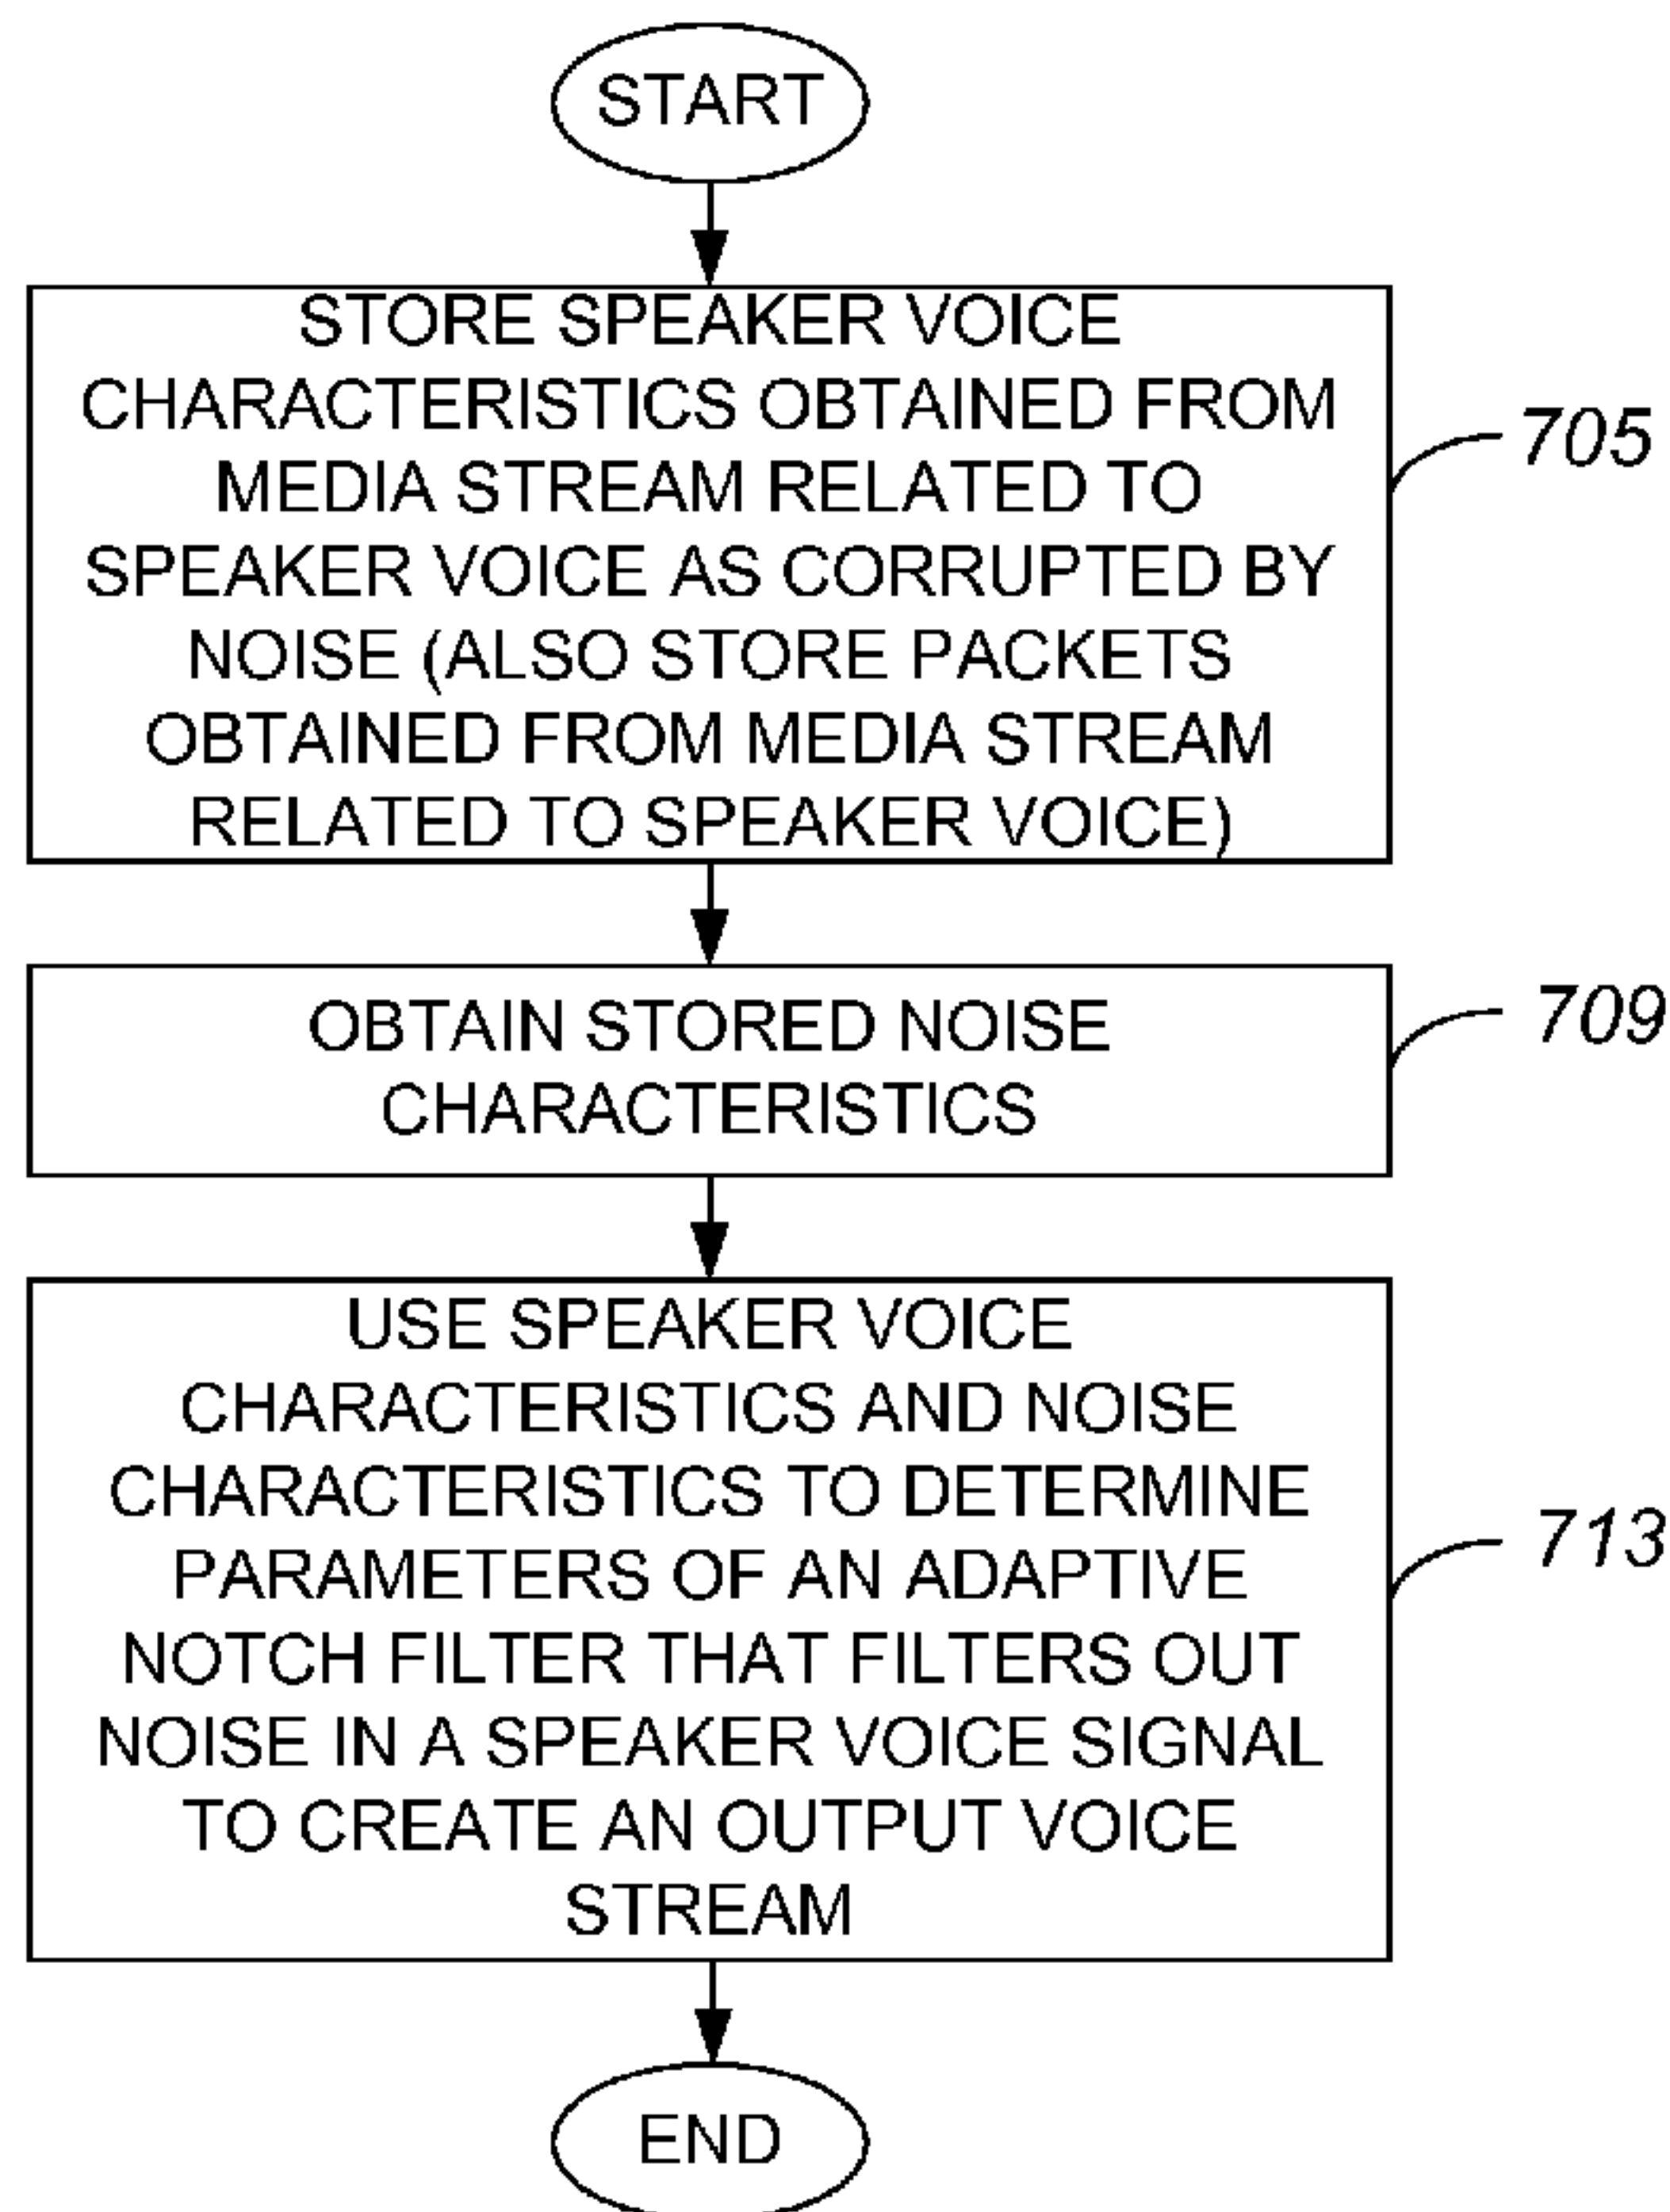 START
STORE SPEAKER VOICE
CHARACTERISTICS OBTAINED FROM
MEDIA STREAM RELATED TO
SPEAKER VOICE AS CORRUPTED BY
NOISE (ALSO STORE PACKETS
OBTAINED FROM MEDIA STREAM
RELATED TO SPEAKER VOICE)
705
OBTAIN STORED NOISE
CHARACTERISTICS
709
USE SPEAKER VOICE
CHARACTERISTICS AND NOISE
CHARACTERISTICS TO DETERMINE
PARAMETERS OF AN ADAPTIVE
NOTCH FILTER THAT FILTERS OUT
NOISE IN A SPEAKER VOICE SIGNAL
TO CREATE AN OUTPUT VOICE
STREAM
713
END